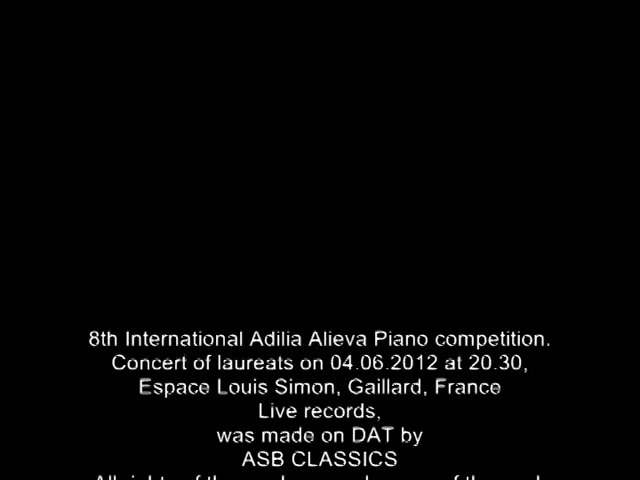 8th International Adilia Alieva Piano competition.
Concert of laureats on 04.06.2012 at 20.30,
Espace Louis Simon, Gaillard, France
Live records,
was made on DAT by
ASB CLASSICS